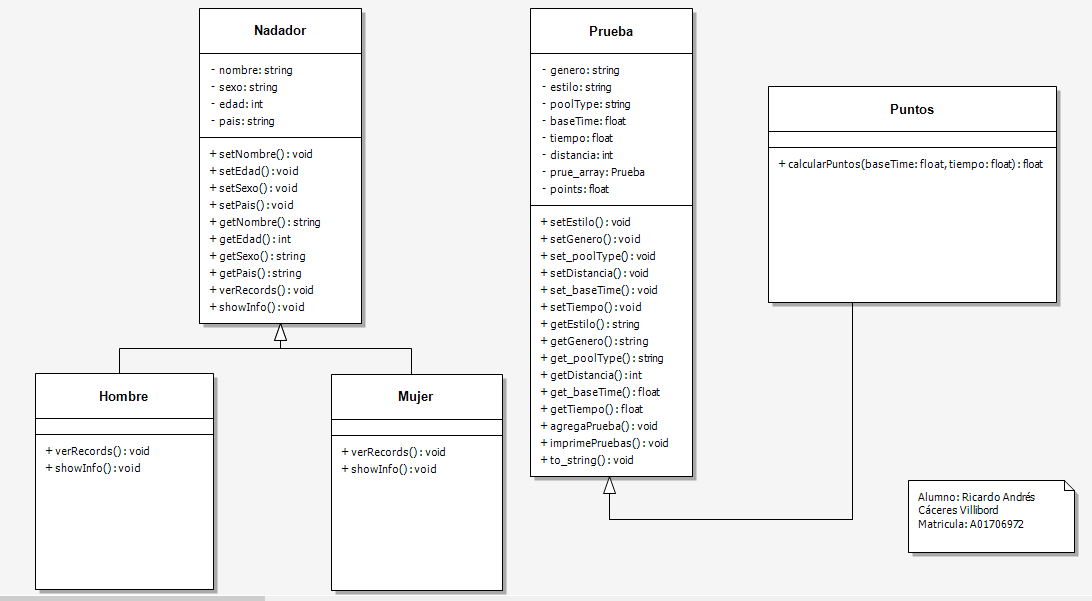 Nadador
- nombre: string
- sexo: string
- edad: int
- pais: string
+ setNombre(): void
+ setEdad(): void
+ setSexo(): void
+ setPais(): void
+ getNombre(): string
+ getEdad(): int
+ getSexo(): string
+ getPais(): string
+ verRecords(): void
+ showInfo(): void
Hombre
+ verRecords(): void
+ showInfo(): void
Mujer
+ verRecords(): void
+ showInfo(): void
Prueba
- genero: string
- estilo: string
- poolType: string
- baseTime: float
- tiempo: float
- distancia: int
- prue_array: Prueba
- points: float
+ setEstilo(): void
+ setGenero(): void
+ set_poolType(): void
+ setDistancia(): void
+ set_baseTime(): void
+ setTiempo(): void
+ getEstilo(): string
+ getGenero(): string
+ get_poolType(): string
+ getDistancia(): int
+ get_baseTime(): float
+ getTiempo(): float
+ agregaPrueba(): void
+ imprimePruebas(): void
+ to_string(): void
Puntos
+ calcularPuntos(baseTime: float, tiempo: float): float
Alumno: Ricardo Andrés
Cáceres Villibord
Matricula: A01706972